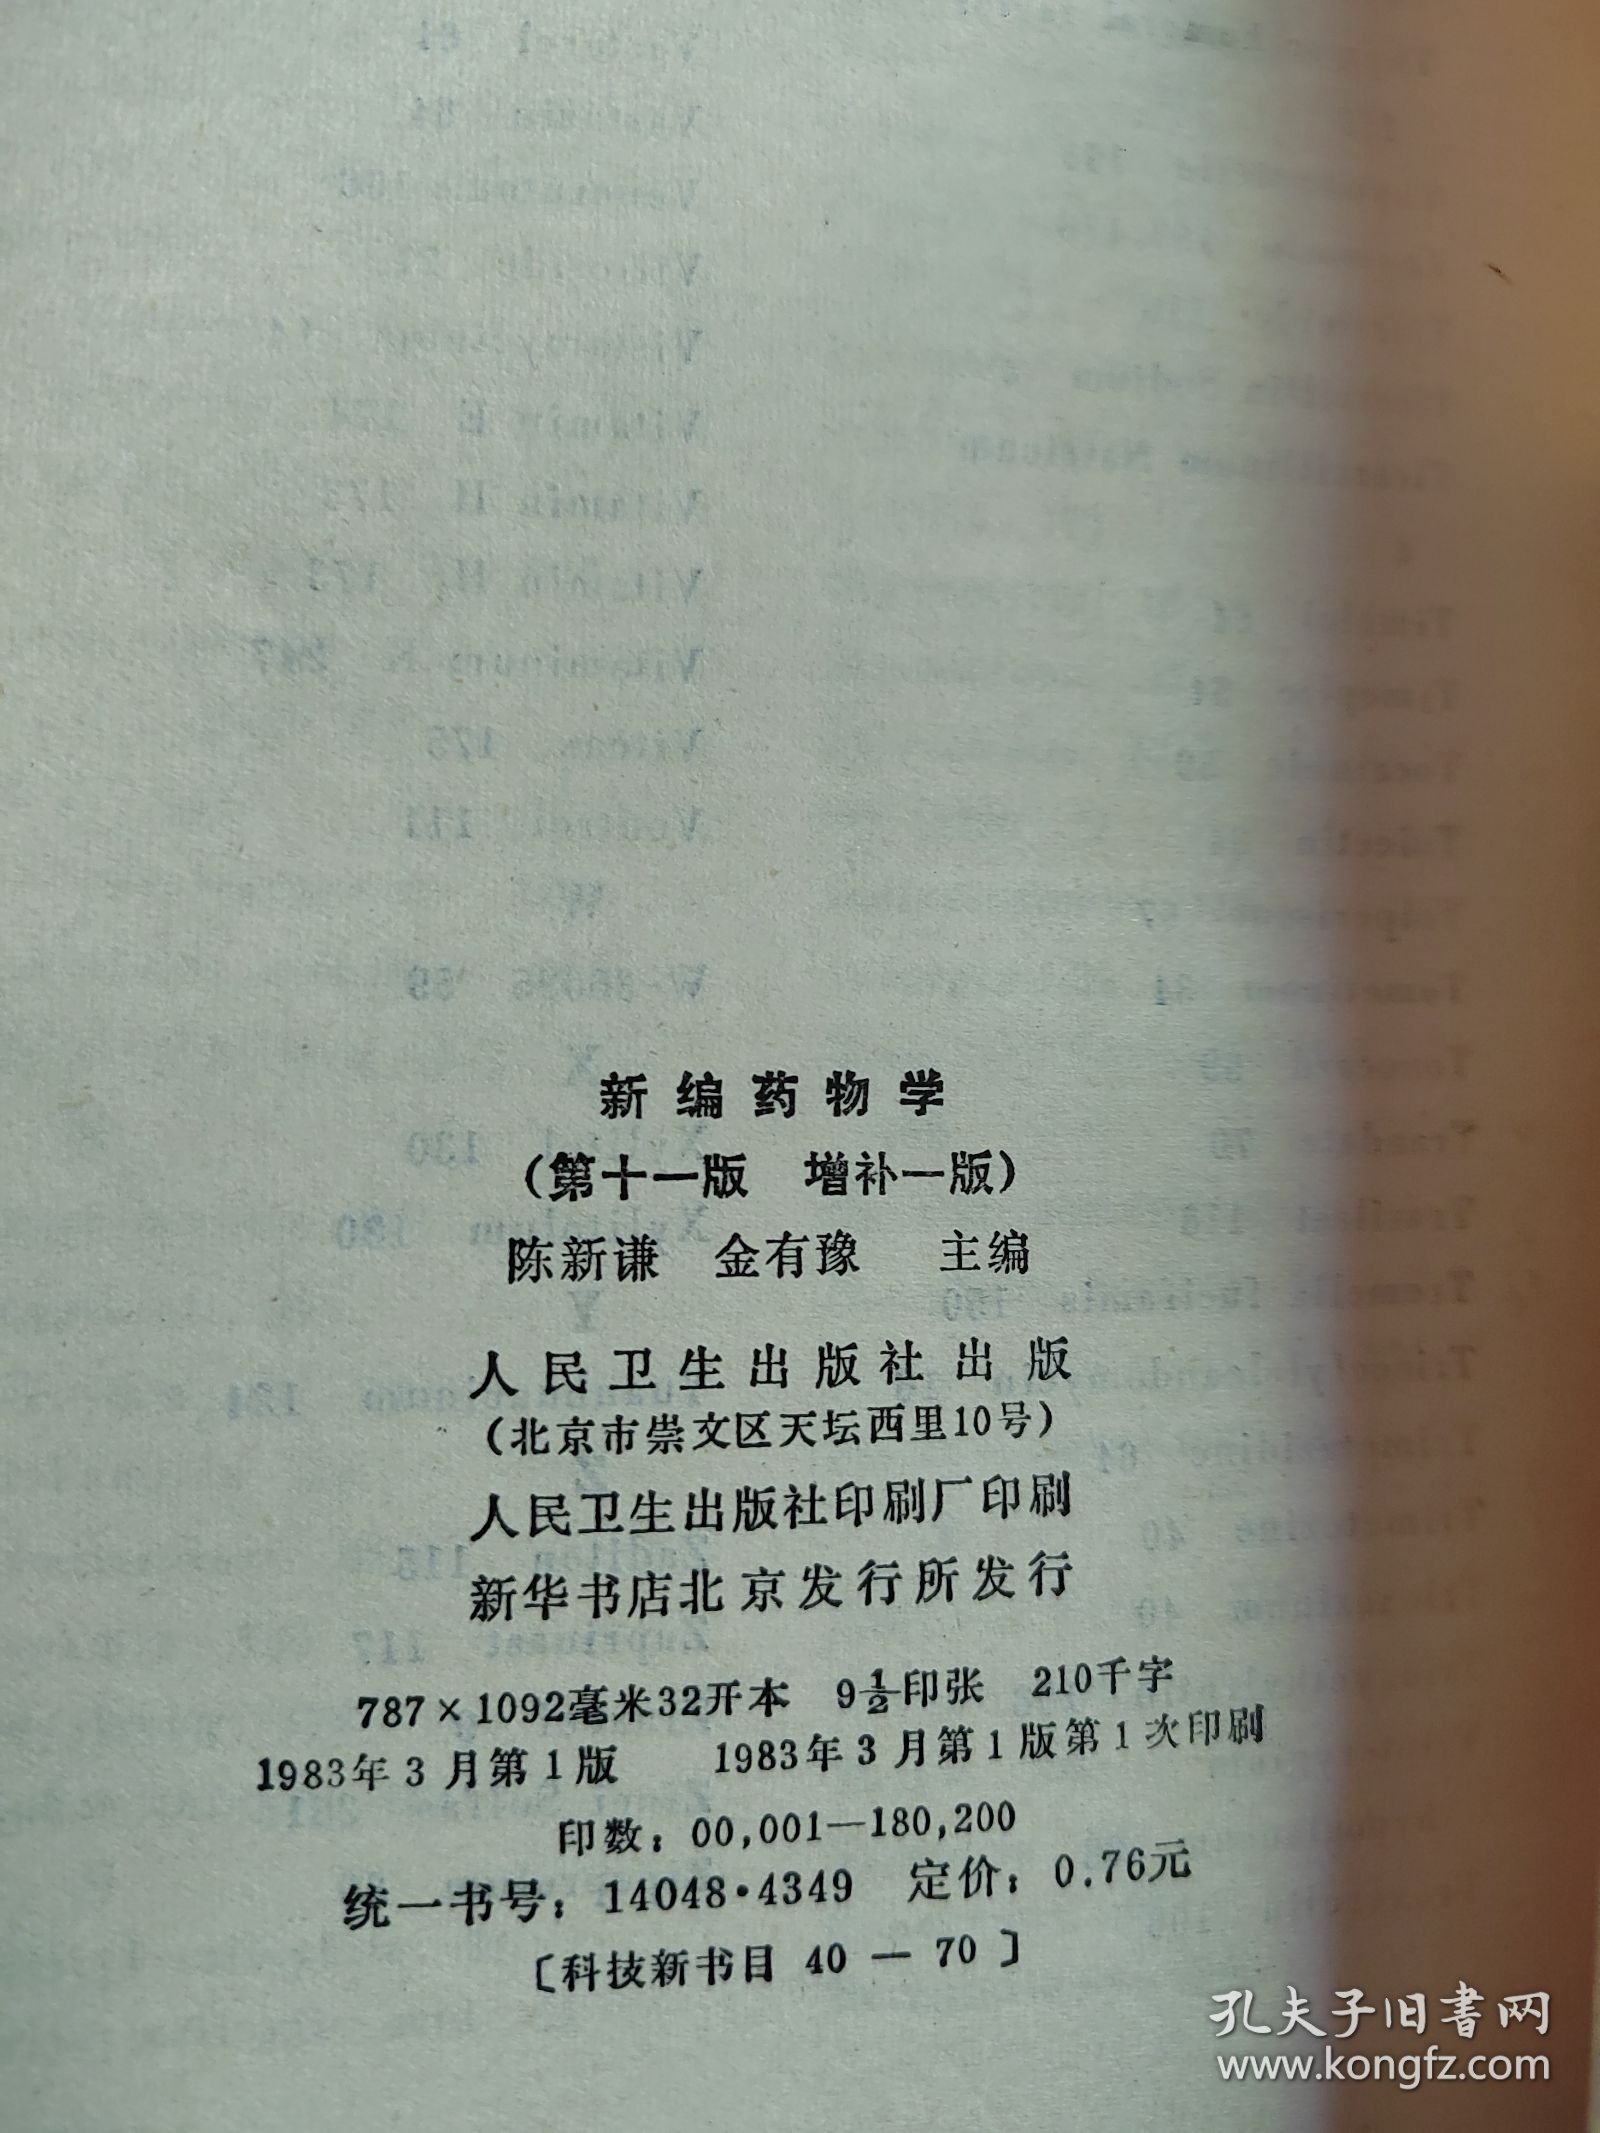 新编药物学
（第十一版　增补一版）
陈新谦　金有豫　主编
人民卫生出版社出版
（北京市崇文区天坛西里10号）
人民卫生出版社印刷厂印刷
新华书店北京发行所发行
787×1092毫米32开本　9½印张　210千字
1983年3月第1版　1983年3月第1版第1次印刷
印数：00,001—180,200
统一书号：14048·4349　定价：0.76元
〔科技新书目 40—70〕
孔夫子旧书网
www.kongfz.com